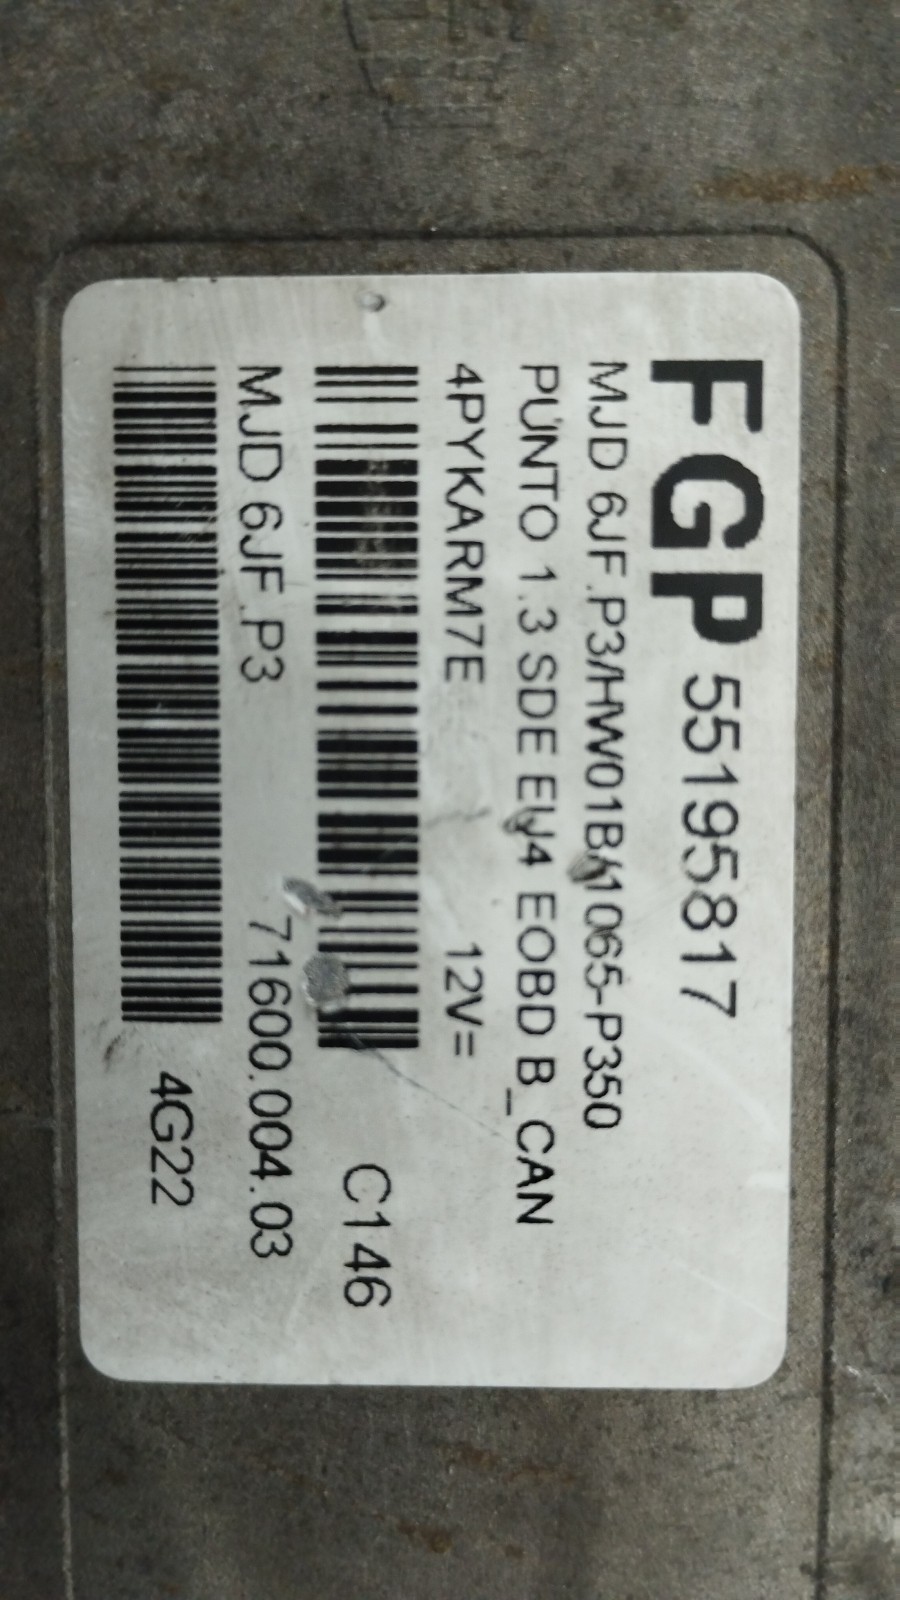 FGP 55195817
MJD 6JF.P3/HW01B/1065-P350
PUNTO 1.3 SDE EU4 EOBD B_CAN
4PYKARM7E 12V=
C146
MJD 6JF.P3 71600.004.03
4G22